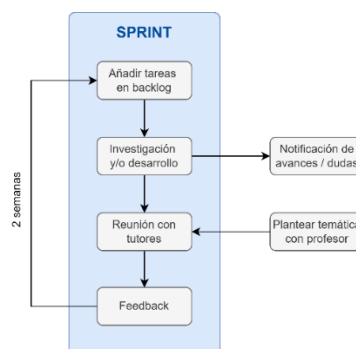 SPRINT
Añadir tareas
en backlog
Investigación
y/o desarrollo
Notificación de
avances / dudas
Reunión con
tutores
Plantear temática
con profesor
Feedback
2 semanas